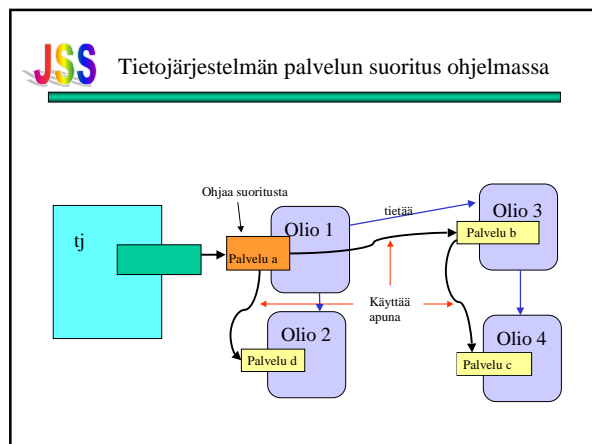 JSS
Tietojärjestelmän palvelun suoritus ohjelmassa
Ohjaa suoritusta
tj
Palvelu a
Olio 1
tietää
Olio 3
Palvelu b
Käyttää
apuna
Olio 2
Palvelu d
Olio 4
Palvelu c